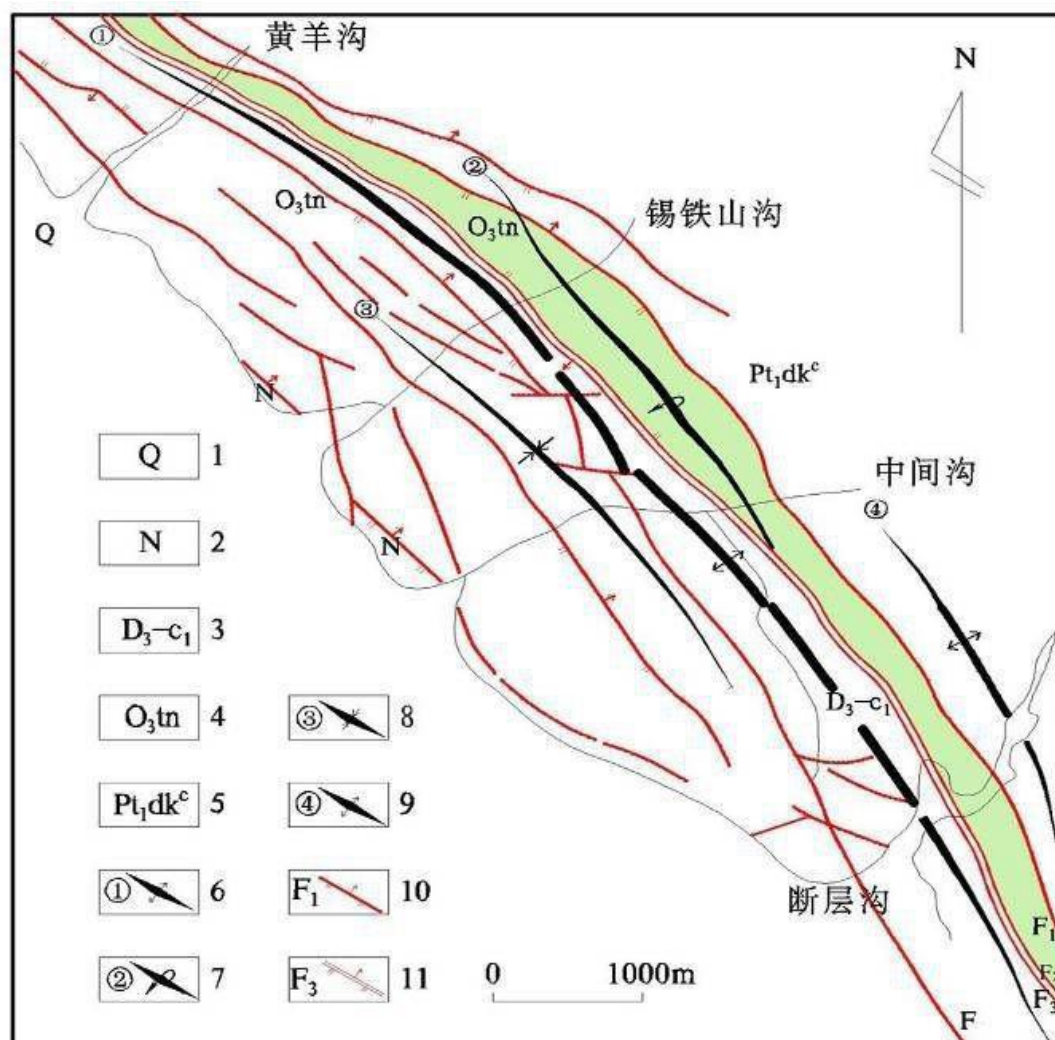 ①
黄羊沟
N
②
O₃tn
锡铁山沟
O₃tn
Q
③
Pt₁dkᶜ
N
中间沟
④
N
Q 1
N 2
D₃–c₁ 3
D₃–c₁
O₃tn 4
③ 8
Pt₁dkᶜ 5
④ 9
① 6
F₁ 10
断层沟
F₁
② 7
F₃ 11
0 1000m
F₃
F